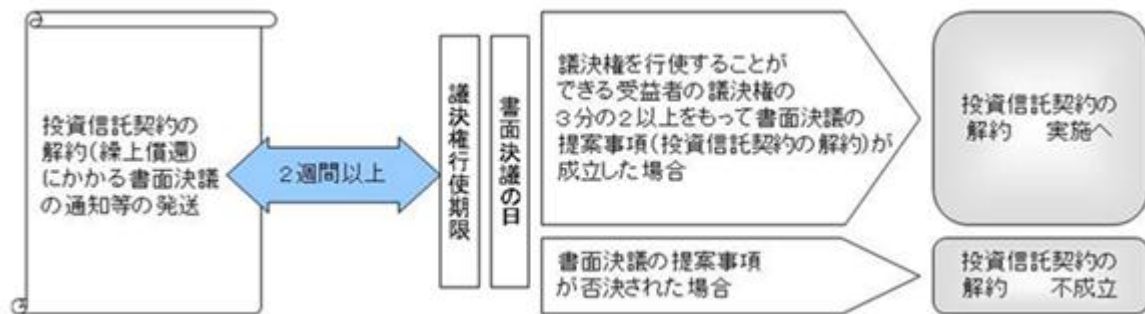 投資信託契約の
解約(繰上償還)
にかかる書面決議
の通知等の発送
2週間以上
議決権行使期限
書面決議の日
議決権を行使することが
できる受益者の議決権の
3分の2以上をもって書面決議の
提案事項(投資信託契約の解約)が
成立した場合
投資信託契約の
解約 実施へ
書面決議の提案事項
が否決された場合
投資信託契約の
解約 不成立